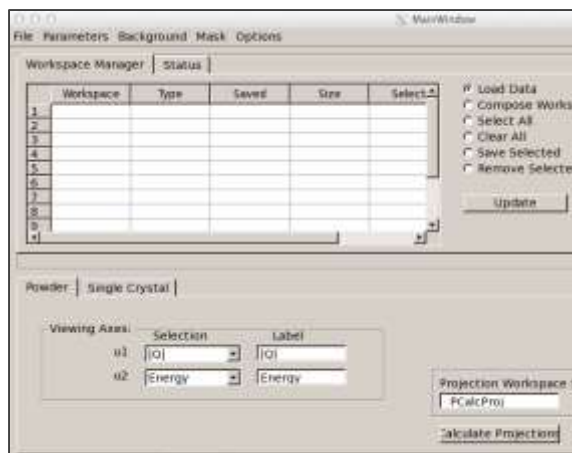 MainWindow
File Parameters Background Mask Options
Workspace Manager Status
Workspace Type Saved Size Select
1
2
3
4
5
6
7
8
9
Load Data
Compose Works
Select All
Clear All
Save Selected
Remove Selecte
Update
Powder Single Crystal
Viewing Axes:
Selection Label
u1 |Q| |Q|
u2 Energy Energy
Projection Workspace
PCalcProj
Calculate Projections